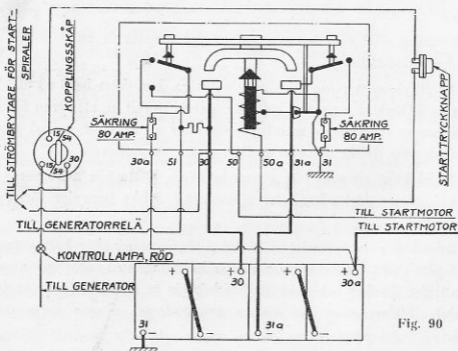 TILL STRÖMBRYTARE FÖR START-
SPIRALER
KOPPLINGSSKÅP
15/54
30
15/54
SÄKRING
80 AMP.
SÄKRING
80 AMP.
STARTTRYCKNAPP
30a
51
30
50
50a
31a
31
TILL STARTMOTOR
TILL STARTMOTOR
TILL GENERATORRELÄ
KONTROLLAMPA, RÖD
TILL GENERATOR
+
+
30
+
+
30a
31
-
-
31a
-
-
Fig. 90